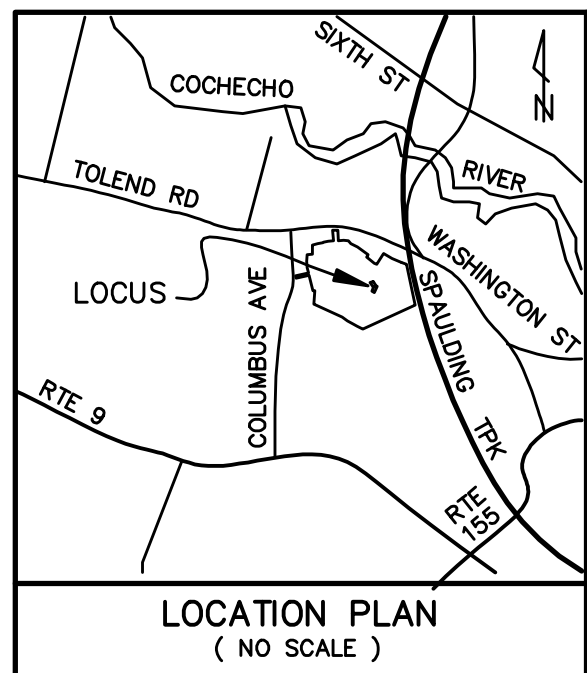 SIXTH ST
COCHECHO
N
RIVER
TOLEND RD
WASHINGTON ST
LOCUS
COLUMBUS AVE
SPAULDING TPK
RTE 9
RTE
155
LOCATION PLAN
( NO SCALE )